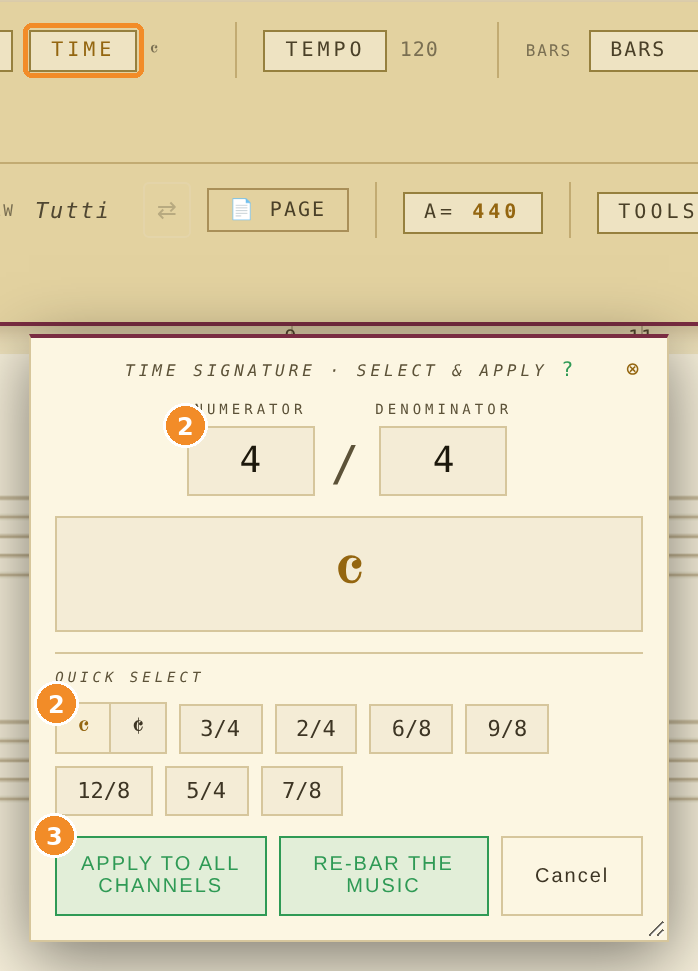 TIME 𝄴 TEMPO 120 BARS BARS
W Tutti ⇄ PAGE A= 440 TOOLS
9 11
TIME SIGNATURE · SELECT & APPLY ? ⊗
2 NUMERATOR DENOMINATOR
4 / 4
𝄴
QUICK SELECT
2 𝄴 𝄵 3/4 2/4 6/8 9/8
12/8 5/4 7/8
3 APPLY TO ALL CHANNELS RE-BAR THE MUSIC Cancel